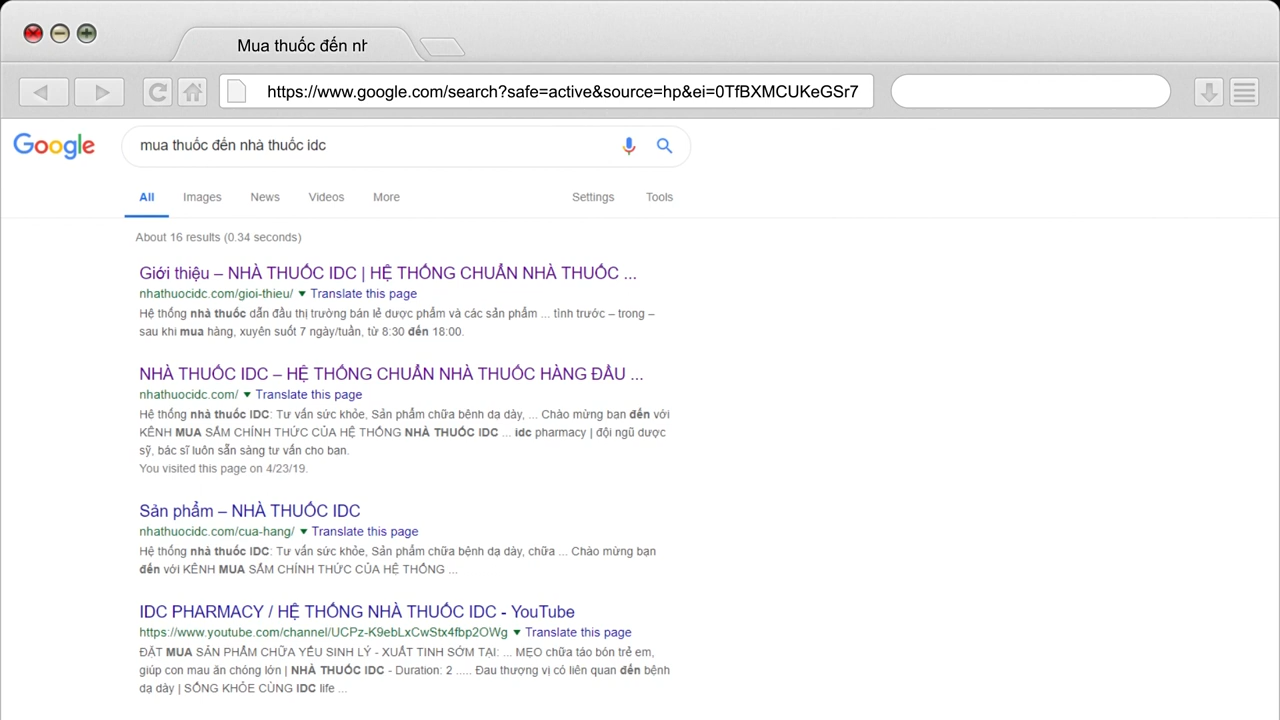 Mua thuốc đến nh
https://www.google.com/search?safe=active&source=hp&ei=0TfBXMCUKeGSr7
Google
mua thuốc đến nhà thuốc idc
All Images News Videos More Settings Tools
About 16 results (0.34 seconds)
Giới thiệu – NHÀ THUỐC IDC | HỆ THỐNG CHUẨN NHÀ THUỐC ...
nhathuocidc.com/gioi-thieu/ ▼ Translate this page
Hệ thống nhà thuốc dẫn đầu thị trường bán lẻ dược phẩm và các sản phẩm ... tình trước – trong –
sau khi mua hàng, xuyên suốt 7 ngày/tuần, từ 8:30 đến 18:00.
NHÀ THUỐC IDC – HỆ THỐNG CHUẨN NHÀ THUỐC HÀNG ĐẦU ...
nhathuocidc.com/ ▼ Translate this page
Hệ thống nhà thuốc IDC: Tư vấn sức khỏe, Sản phẩm chữa bệnh dạ dày, ... Chào mừng bạn đến với
KÊNH MUA SẮM CHÍNH THỨC CỦA HỆ THỐNG NHÀ THUỐC IDC ... idc pharmacy | đội ngũ dược
sỹ, bác sĩ luôn sẵn sàng tư vấn cho bạn.
You visited this page on 4/23/19.
Sản phẩm – NHÀ THUỐC IDC
nhathuocidc.com/cua-hang/ ▼ Translate this page
Hệ thống nhà thuốc IDC: Tư vấn sức khỏe, Sản phẩm chữa bệnh dạ dày, chữa ... Chào mừng bạn
đến với KÊNH MUA SẮM CHÍNH THỨC CỦA HỆ THỐNG ...
IDC PHARMACY / HỆ THỐNG NHÀ THUỐC IDC - YouTube
https://www.youtube.com/channel/UCPz-K9ebLxCwStx4fbp2OWg ▼ Translate this page
ĐẶT MUA SẢN PHẨM CHỮA YẾU SINH LÝ - XUẤT TINH SỚM TẠI: ... MẸO chữa táo bón trẻ em,
giúp con mau ăn chóng lớn | NHÀ THUỐC IDC - Duration: 2 ..... Đau thượng vị có liên quan đến bệnh
dạ dày | SỐNG KHỎE CÙNG IDC life ...